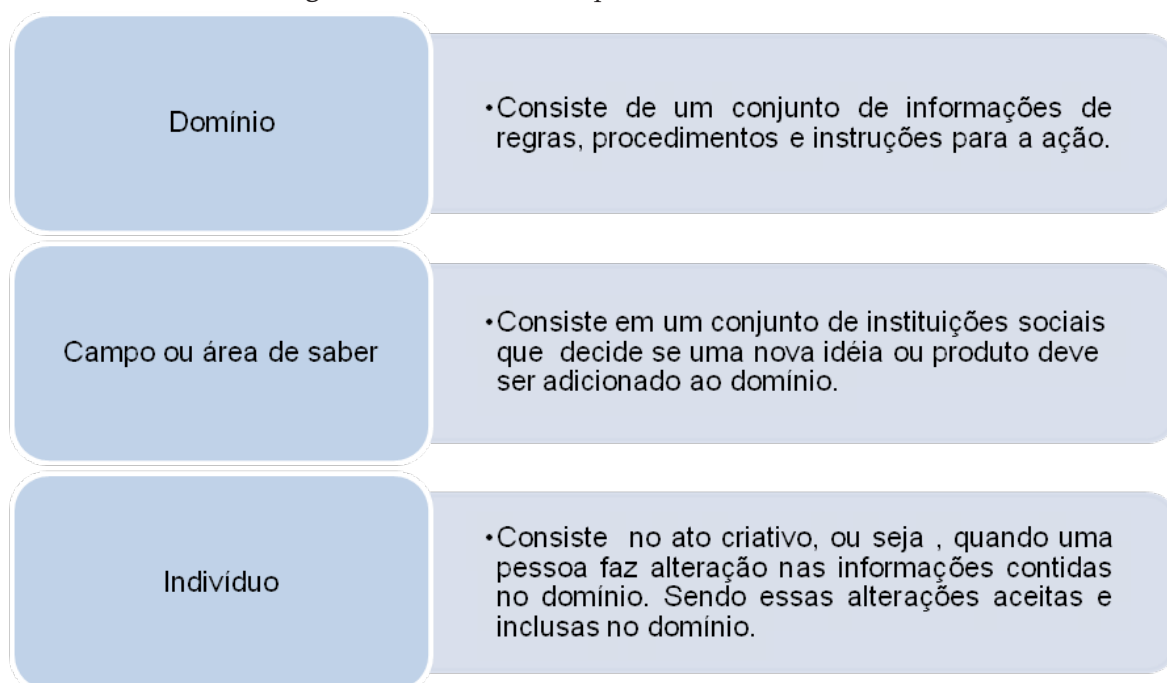 Domínio
•Consiste de um conjunto de informações de
regras, procedimentos e instruções para a ação.
Campo ou área de saber
•Consiste em um conjunto de instituições sociais
que decide se uma nova idéia ou produto deve
ser adicionado ao domínio.
Indivíduo
•Consiste no ato criativo, ou seja , quando uma
pessoa faz alteração nas informações contidas
no domínio. Sendo essas alterações aceitas e
inclusas no domínio.